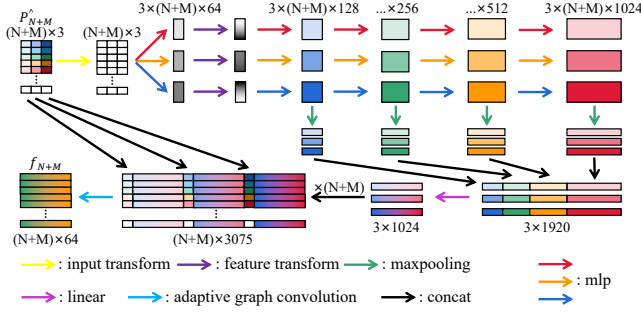 P^_{N+M}
(N+M)×3
(N+M)×3
3×(N+M)×64
3×(N+M)×128
...×256
...×512
3×(N+M)×1024
f_{N+M}
(N+M)×64
(N+M)×3075
×(N+M)
3×1024
3×1920
: input transform
: feature transform
: maxpooling
: mlp
: linear
: adaptive graph convolution
: concat